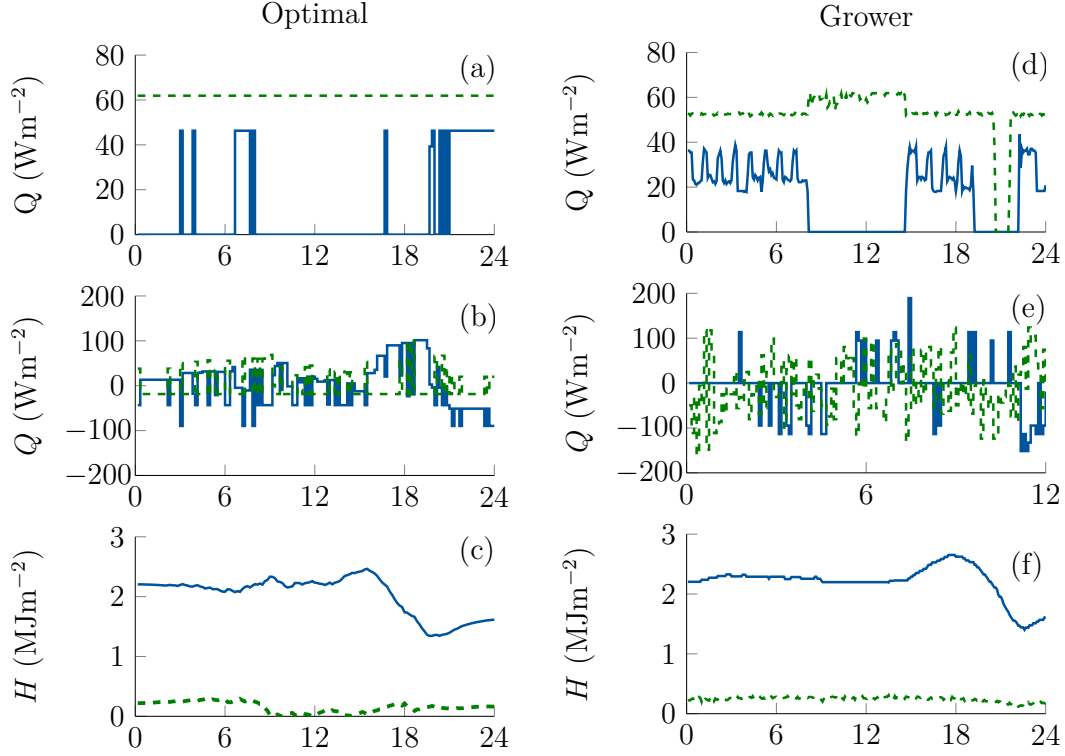 Optimal
Grower
(a)
Q (Wm⁻²)
80
60
40
20
0
0 6 12 18 24
(d)
Q (Wm⁻²)
80
60
40
20
0
0 6 12 18 24
(b)
Q (Wm⁻²)
200
100
0
−100
−200
0 6 12 18 24
(e)
Q (Wm⁻²)
200
100
0
−100
−200
0 6 12
(c)
H (MJm⁻²)
3
2
1
0
0 6 12 18 24
(f)
H (MJm⁻²)
3
2
1
0
0 6 12 18 24